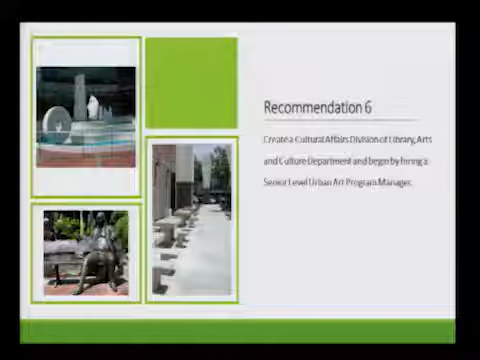 Recommendation 6
Create a Cultural Affairs Division of Library, Arts
and Culture Department and begin by hiring a
Senior Level Urban Art Program Manager.